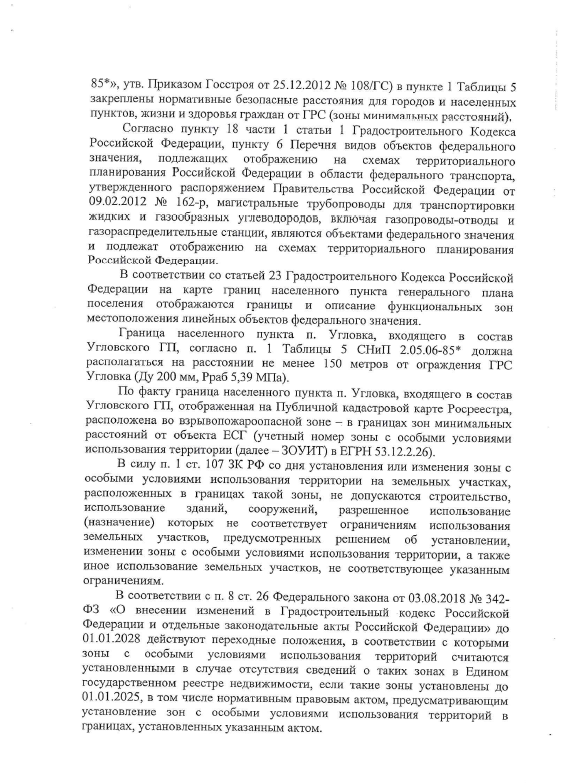 85*», утв. Приказом Госстроя от 25.12.2012 № 108/ГС) в пункте 1 Таблицы 5
закреплены нормативные безопасные расстояния для городов и населенных
пунктов, жизни и здоровья граждан от ГРС (зоны минимальных расстояний).
Согласно пункту 18 части 1 статьи 1 Градостроительного Кодекса
Российской Федерации, пункту 6 Перечня видов объектов федерального
значения, подлежащих отображению на схемах территориального
планирования Российской Федерации в области федерального транспорта,
утвержденного распоряжением Правительства Российской Федерации от
09.02.2012 № 162-р, магистральные трубопроводы для транспортировки
жидких и газообразных углеводородов, включая газопроводы-отводы и
газораспределительные станции, являются объектами федерального значения
и подлежат отображению на схемах территориального планирования
Российской Федерации.
В соответствии со статьей 23 Градостроительного Кодекса Российской
Федерации на карте границ населенного пункта генерального плана
поселения отображаются границы и описание функциональных зон
местоположения линейных объектов федерального значения.
Граница населенного пункта п. Угловка, входящего в состав
Угловского ГП, согласно п. 1 Таблицы 5 СНиП 2.05.06-85* должна
располагаться на расстоянии не менее 150 метров от ограждения ГРС
Угловка (Ду 200 мм, Рраб 5,39 МПа).
По факту граница населенного пункта п. Угловка, входящего в состав
Угловского ГП, отображенная на Публичной кадастровой карте Росреестра,
расположена во взрывопожароопасной зоне – в границах зон минимальных
расстояний от объекта ЕСГ (учетный номер зоны с особыми условиями
использования территории (далее – ЗОУИТ) в ЕГРН 53.12.2.26).
В силу п. 1 ст. 107 ЗК РФ со дня установления или изменения зоны с
особыми условиями использования территории на земельных участках,
расположенных в границах такой зоны, не допускаются строительство,
использование зданий, сооружений, разрешенное использование
(назначение) которых не соответствует ограничениям использования
земельных участков, предусмотренных решением об установлении,
изменении зоны с особыми условиями использования территории, а также
иное использование земельных участков, не соответствующее указанным
ограничениям.
В соответствии с п. 8 ст. 26 Федерального закона от 03.08.2018 № 342-
ФЗ «О внесении изменений в Градостроительный кодекс Российской
Федерации и отдельные законодательные акты Российской Федерации» до
01.01.2028 действуют переходные положения, в соответствии с которыми
зоны с особыми условиями использования территорий считаются
установленными в случае отсутствия сведений о таких зонах в Едином
государственном реестре недвижимости, если такие зоны установлены до
01.01.2025, в том числе нормативным правовым актом, предусматривающим
установление зон с особыми условиями использования территорий в
границах, установленных указанным актом.